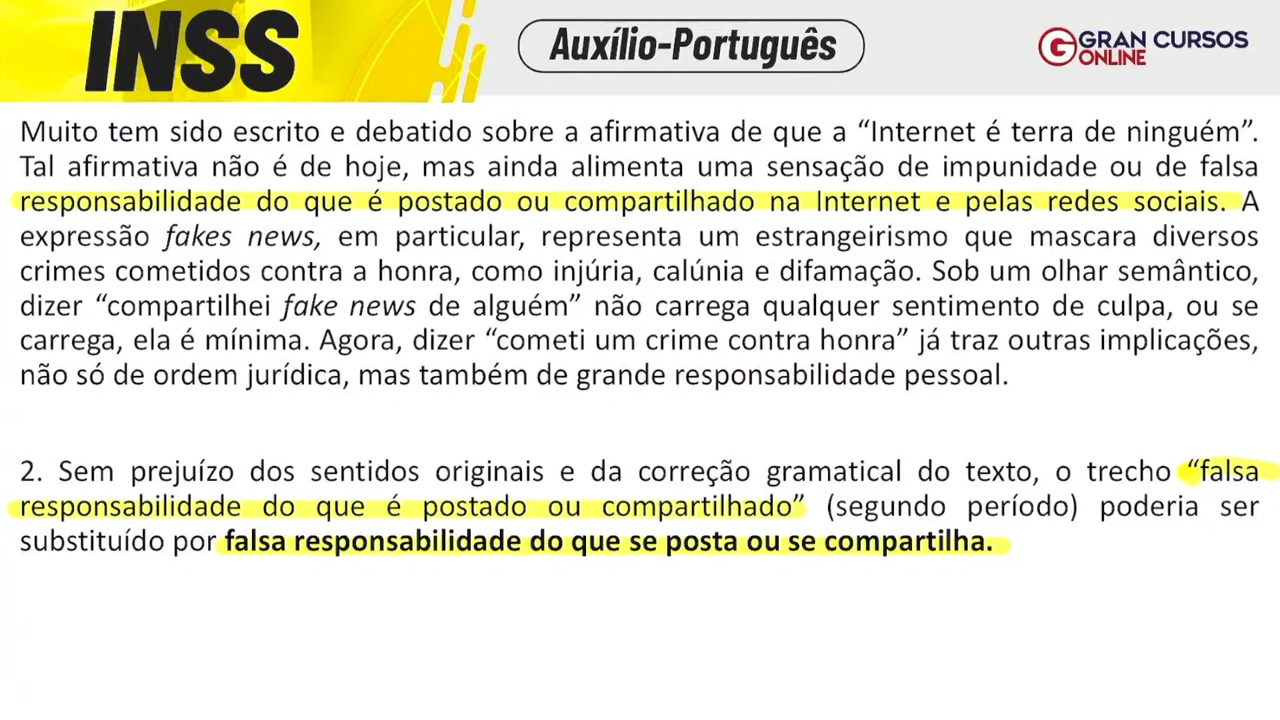 INSS
Auxílio-Português
GRAN CURSOS
ONLINE
Muito tem sido escrito e debatido sobre a afirmativa de que a “Internet é terra de ninguém”.
Tal afirmativa não é de hoje, mas ainda alimenta uma sensação de impunidade ou de falsa
responsabilidade do que é postado ou compartilhado na Internet e pelas redes sociais. A
expressão fakes news, em particular, representa um estrangeirismo que mascara diversos
crimes cometidos contra a honra, como injúria, calúnia e difamação. Sob um olhar semântico,
dizer “compartilhei fake news de alguém” não carrega qualquer sentimento de culpa, ou se
carrega, ela é mínima. Agora, dizer “cometi um crime contra honra” já traz outras implicações,
não só de ordem jurídica, mas também de grande responsabilidade pessoal.
2. Sem prejuízo dos sentidos originais e da correção gramatical do texto, o trecho “falsa
responsabilidade do que é postado ou compartilhado” (segundo período) poderia ser
substituído por falsa responsabilidade do que se posta ou se compartilha.